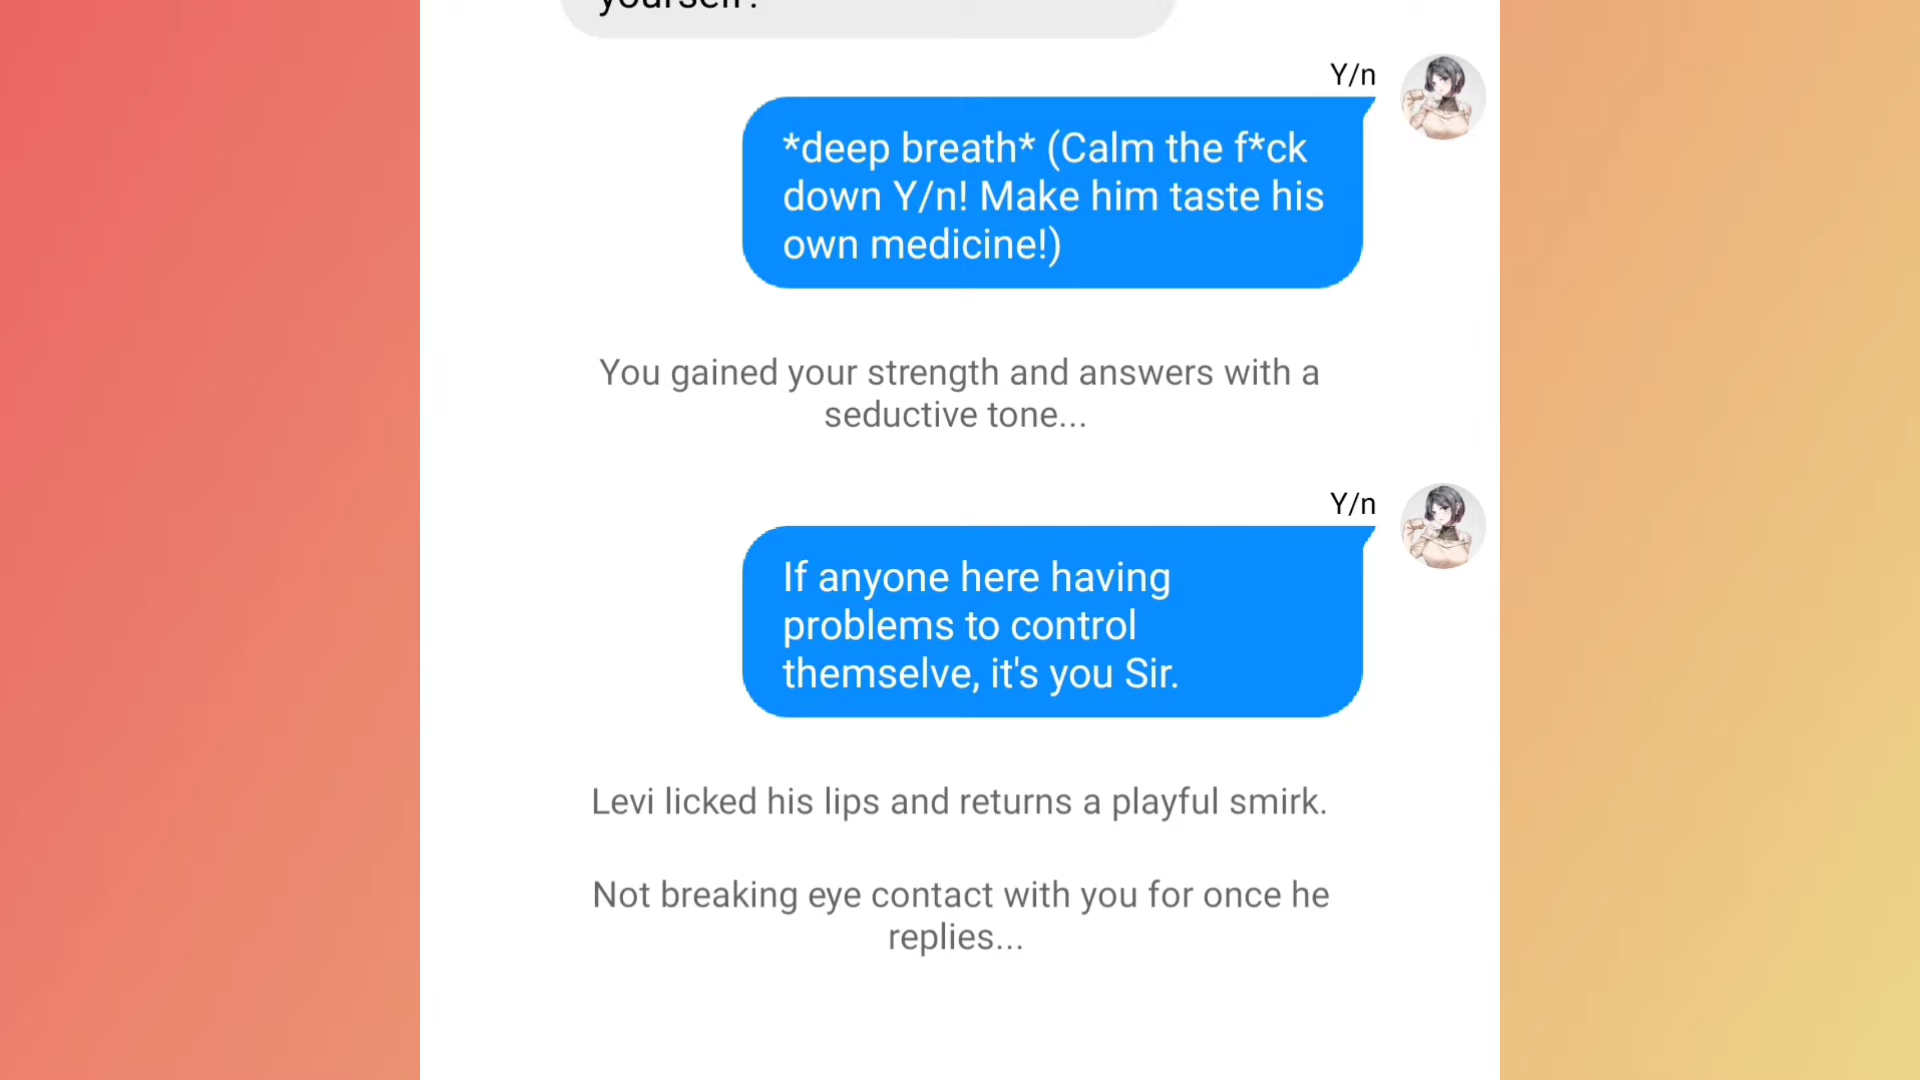 yourself?
Y/n
*deep breath* (Calm the f*ck
down Y/n! Make him taste his
own medicine!)
You gained your strength and answers with a
seductive tone...
Y/n
If anyone here having
problems to control
themselve, it's you Sir.
Levi licked his lips and returns a playful smirk.
Not breaking eye contact with you for once he
replies...